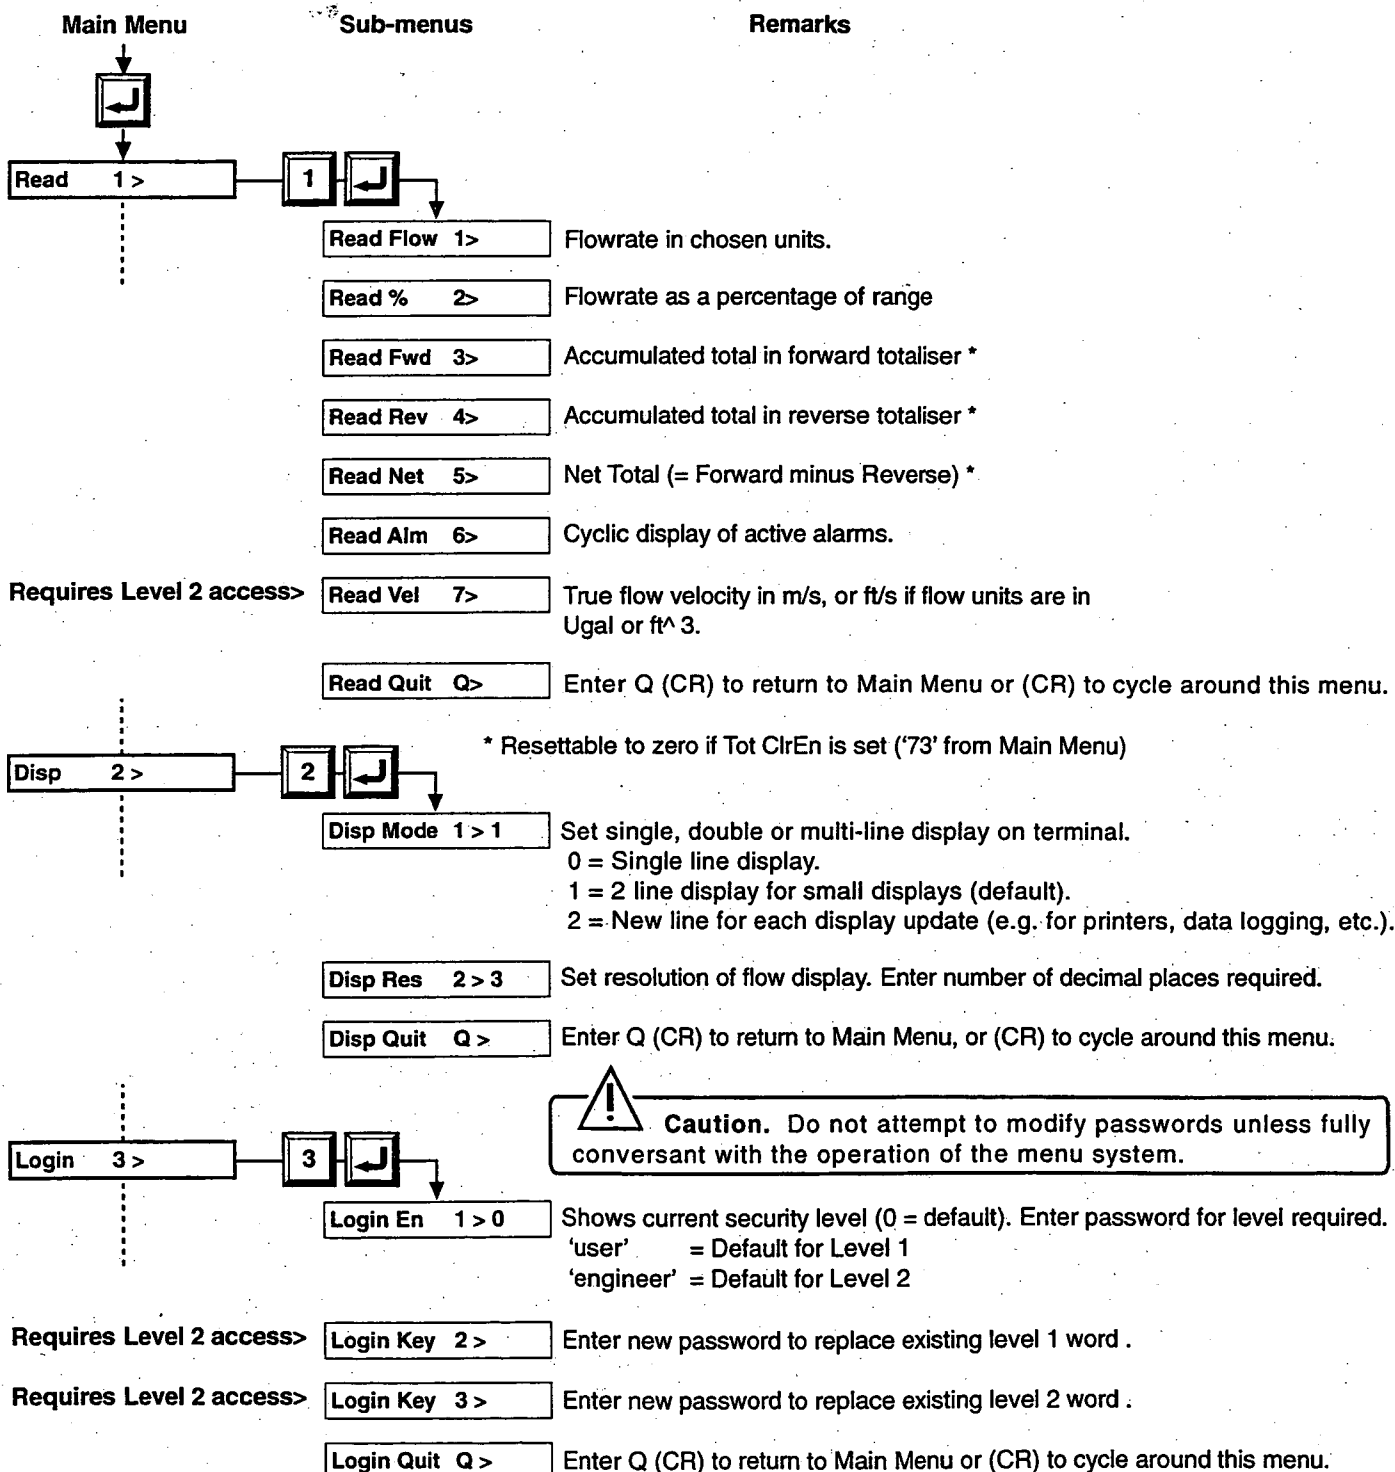 Main Menu Sub-menus Remarks
Read 1 > 1
Read Flow 1> Flowrate in chosen units.
Read % 2> Flowrate as a percentage of range
Read Fwd 3> Accumulated total in forward totaliser *
Read Rev 4> Accumulated total in reverse totaliser *
Read Net 5> Net Total (= Forward minus Reverse) *
Read Alm 6> Cyclic display of active alarms.
Requires Level 2 access> Read Vel 7> True flow velocity in m/s, or ft/s if flow units are in
Ugal or ft^ 3.
Read Quit Q> Enter Q (CR) to return to Main Menu or (CR) to cycle around this menu.
* Resettable to zero if Tot ClrEn is set ('73' from Main Menu)
Disp 2 > 2
Disp Mode 1 > 1 Set single, double or multi-line display on terminal.
0 = Single line display.
1 = 2 line display for small displays (default).
2 = New line for each display update (e.g. for printers, data logging, etc.).
Disp Res 2 > 3 Set resolution of flow display. Enter number of decimal places required.
Disp Quit Q > Enter Q (CR) to return to Main Menu, or (CR) to cycle around this menu.
! Caution. Do not attempt to modify passwords unless fully
conversant with the operation of the menu system.
Login 3 > 3
Login En 1 > 0 Shows current security level (0 = default). Enter password for level required.
'user' = Default for Level 1
'engineer' = Default for Level 2
Requires Level 2 access> Login Key 2 > Enter new password to replace existing level 1 word .
Requires Level 2 access> Login Key 3 > Enter new password to replace existing level 2 word .
Login Quit Q > Enter Q (CR) to return to Main Menu or (CR) to cycle around this menu.